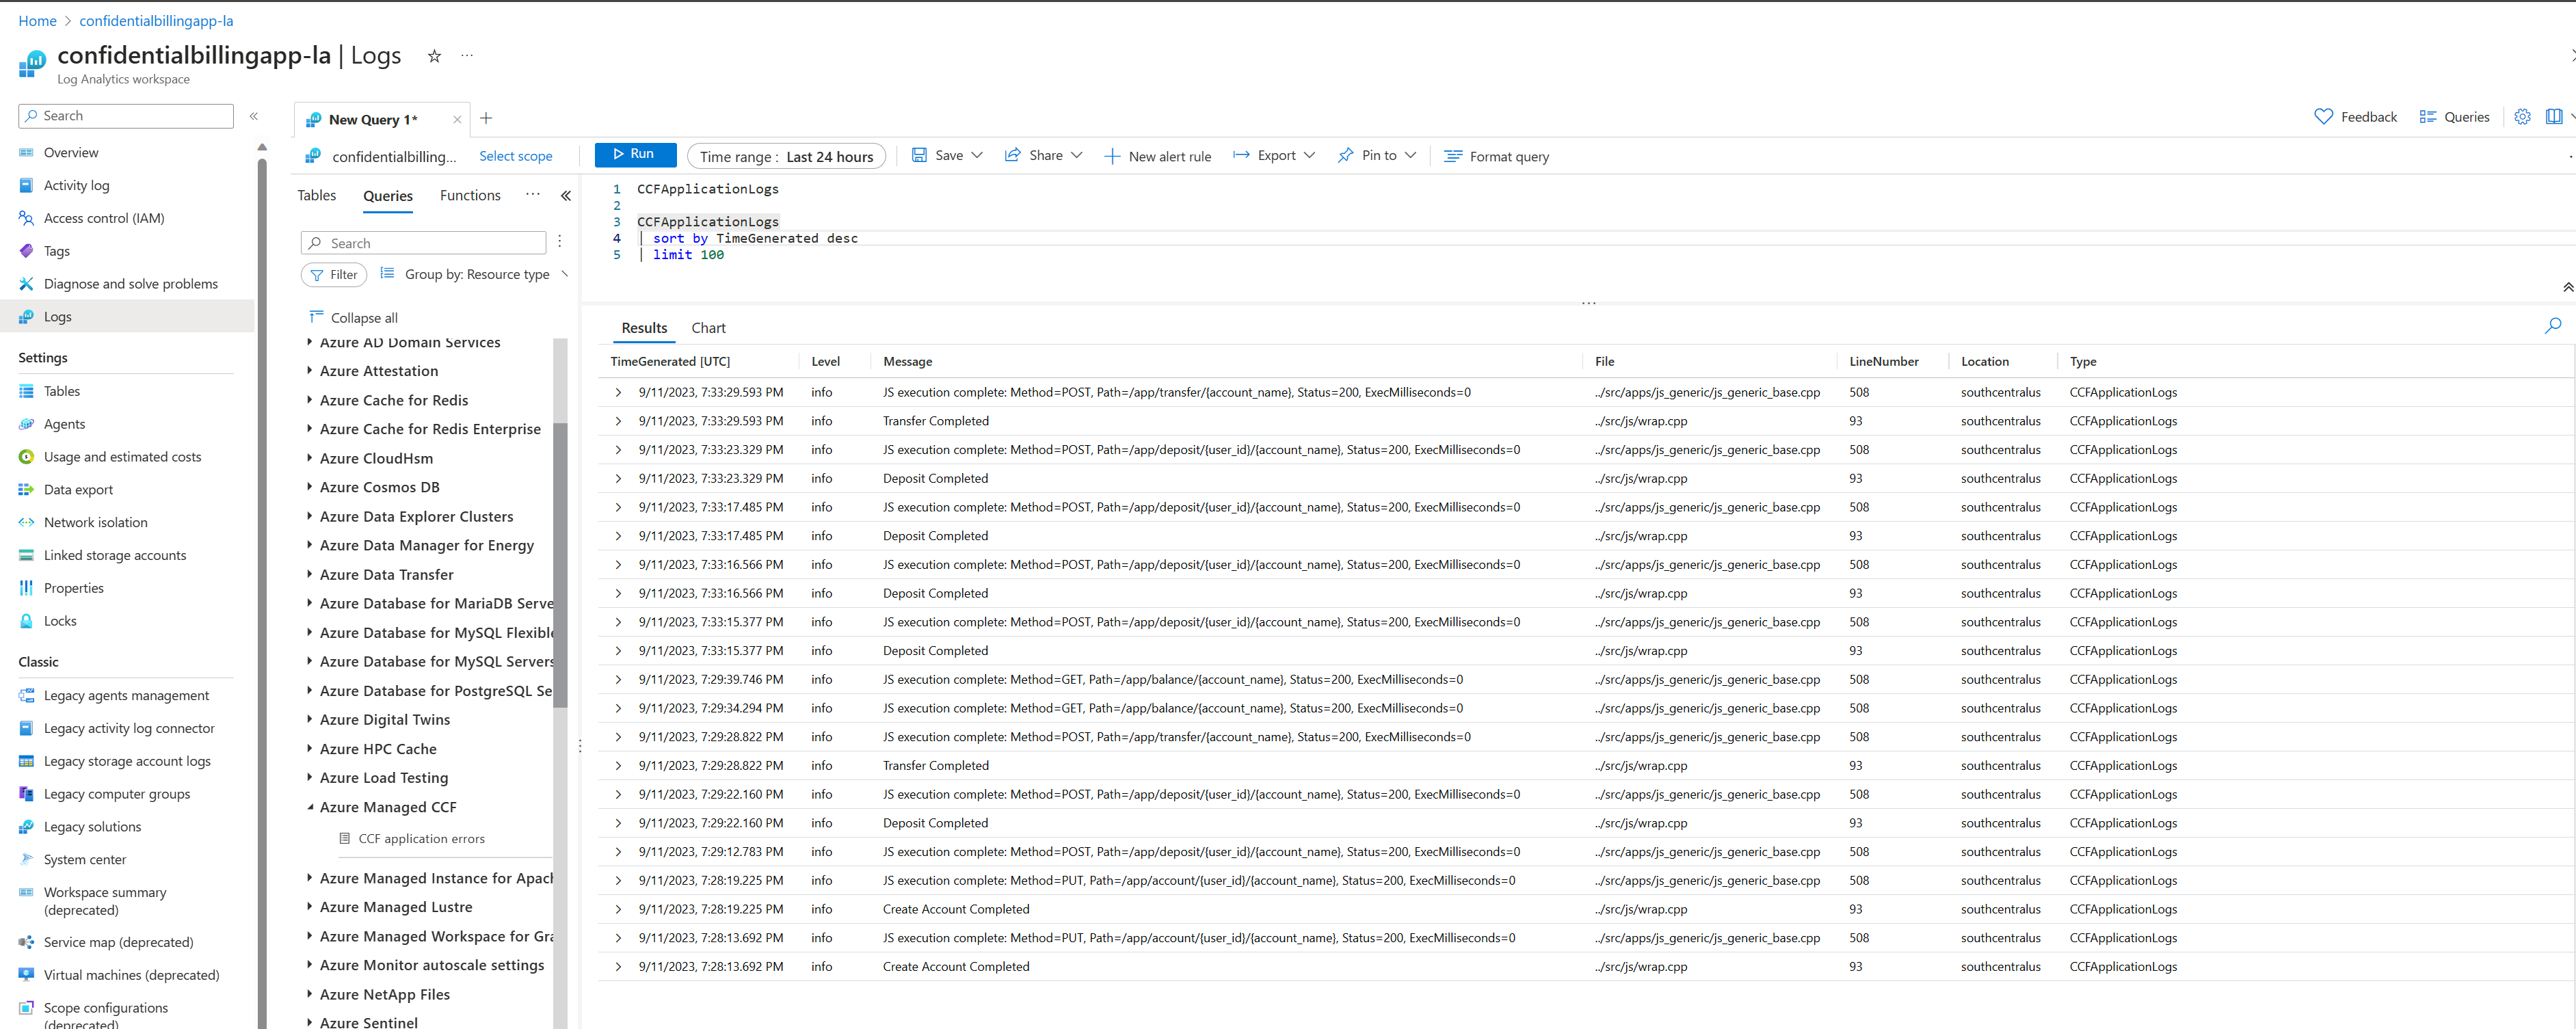 Home > confidentialbillingapp-la
confidentialbillingapp-la | Logs
Log Analytics workspace
Search
Overview
Activity log
Access control (IAM)
Tags
Diagnose and solve problems
Logs
Settings
Tables
Agents
Usage and estimated costs
Data export
Network isolation
Linked storage accounts
Properties
Locks
Classic
Legacy agents management
Legacy activity log connector
Legacy storage account logs
Legacy computer groups
Legacy solutions
System center
Workspace summary
(deprecated)
Service map (deprecated)
Virtual machines (deprecated)
Scope configurations
(deprecated)
New Query 1*
Feedback Queries
confidentialbilling... Select scope Run Time range : Last 24 hours Save Share New alert rule Export Pin to Format query
Tables Queries Functions
Search
Filter Group by: Resource type
Collapse all
Azure AD Domain Services
Azure Attestation
Azure Cache for Redis
Azure Cache for Redis Enterprise
Azure CloudHsm
Azure Cosmos DB
Azure Data Explorer Clusters
Azure Data Manager for Energy
Azure Data Transfer
Azure Database for MariaDB Serve
Azure Database for MySQL Flexible
Azure Database for MySQL Servers
Azure Database for PostgreSQL Se
Azure Digital Twins
Azure HPC Cache
Azure Load Testing
Azure Managed CCF
CCF application errors
Azure Managed Instance for Apach
Azure Managed Lustre
Azure Managed Workspace for Gra
Azure Monitor autoscale settings
Azure NetApp Files
Azure Sentinel
1 CCFApplicationLogs
2
3 CCFApplicationLogs
4 | sort by TimeGenerated desc
5 | limit 100
Results Chart
TimeGenerated [UTC] Level Message File LineNumber Location Type
9/11/2023, 7:33:29.593 PM info JS execution complete: Method=POST, Path=/app/transfer/{account_name}, Status=200, ExecMilliseconds=0 ../src/apps/js_generic/js_generic_base.cpp 508 southcentralus CCFApplicationLogs
9/11/2023, 7:33:29.593 PM info Transfer Completed ../src/js/wrap.cpp 93 southcentralus CCFApplicationLogs
9/11/2023, 7:33:23.329 PM info JS execution complete: Method=POST, Path=/app/deposit/{user_id}/{account_name}, Status=200, ExecMilliseconds=0 ../src/apps/js_generic/js_generic_base.cpp 508 southcentralus CCFApplicationLogs
9/11/2023, 7:33:23.329 PM info Deposit Completed ../src/js/wrap.cpp 93 southcentralus CCFApplicationLogs
9/11/2023, 7:33:17.485 PM info JS execution complete: Method=POST, Path=/app/deposit/{user_id}/{account_name}, Status=200, ExecMilliseconds=0 ../src/apps/js_generic/js_generic_base.cpp 508 southcentralus CCFApplicationLogs
9/11/2023, 7:33:17.485 PM info Deposit Completed ../src/js/wrap.cpp 93 southcentralus CCFApplicationLogs
9/11/2023, 7:33:16.566 PM info JS execution complete: Method=POST, Path=/app/deposit/{user_id}/{account_name}, Status=200, ExecMilliseconds=0 ../src/apps/js_generic/js_generic_base.cpp 508 southcentralus CCFApplicationLogs
9/11/2023, 7:33:16.566 PM info Deposit Completed ../src/js/wrap.cpp 93 southcentralus CCFApplicationLogs
9/11/2023, 7:33:15.377 PM info JS execution complete: Method=POST, Path=/app/deposit/{user_id}/{account_name}, Status=200, ExecMilliseconds=0 ../src/apps/js_generic/js_generic_base.cpp 508 southcentralus CCFApplicationLogs
9/11/2023, 7:33:15.377 PM info Deposit Completed ../src/js/wrap.cpp 93 southcentralus CCFApplicationLogs
9/11/2023, 7:29:39.746 PM info JS execution complete: Method=GET, Path=/app/balance/{account_name}, Status=200, ExecMilliseconds=0 ../src/apps/js_generic/js_generic_base.cpp 508 southcentralus CCFApplicationLogs
9/11/2023, 7:29:34.294 PM info JS execution complete: Method=GET, Path=/app/balance/{account_name}, Status=200, ExecMilliseconds=0 ../src/apps/js_generic/js_generic_base.cpp 508 southcentralus CCFApplicationLogs
9/11/2023, 7:29:28.822 PM info JS execution complete: Method=POST, Path=/app/transfer/{account_name}, Status=200, ExecMilliseconds=0 ../src/apps/js_generic/js_generic_base.cpp 508 southcentralus CCFApplicationLogs
9/11/2023, 7:29:28.822 PM info Transfer Completed ../src/js/wrap.cpp 93 southcentralus CCFApplicationLogs
9/11/2023, 7:29:22.160 PM info JS execution complete: Method=POST, Path=/app/deposit/{user_id}/{account_name}, Status=200, ExecMilliseconds=0 ../src/apps/js_generic/js_generic_base.cpp 508 southcentralus CCFApplicationLogs
9/11/2023, 7:29:22.160 PM info Deposit Completed ../src/js/wrap.cpp 93 southcentralus CCFApplicationLogs
9/11/2023, 7:29:12.783 PM info JS execution complete: Method=POST, Path=/app/deposit/{user_id}/{account_name}, Status=200, ExecMilliseconds=0 ../src/apps/js_generic/js_generic_base.cpp 508 southcentralus CCFApplicationLogs
9/11/2023, 7:28:19.225 PM info JS execution complete: Method=PUT, Path=/app/account/{user_id}/{account_name}, Status=200, ExecMilliseconds=0 ../src/apps/js_generic/js_generic_base.cpp 508 southcentralus CCFApplicationLogs
9/11/2023, 7:28:19.225 PM info Create Account Completed ../src/js/wrap.cpp 93 southcentralus CCFApplicationLogs
9/11/2023, 7:28:13.692 PM info JS execution complete: Method=PUT, Path=/app/account/{user_id}/{account_name}, Status=200, ExecMilliseconds=0 ../src/apps/js_generic/js_generic_base.cpp 508 southcentralus CCFApplicationLogs
9/11/2023, 7:28:13.692 PM info Create Account Completed ../src/js/wrap.cpp 93 southcentralus CCFApplicationLogs